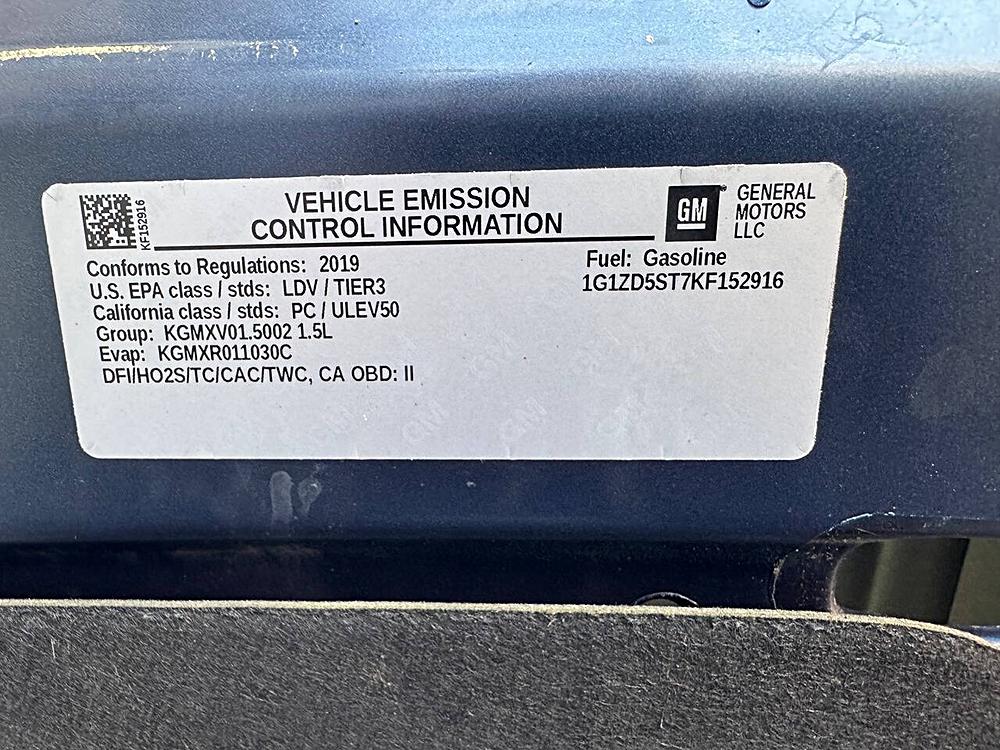 KF152916
VEHICLE EMISSION
CONTROL INFORMATION
GM
GENERAL
MOTORS
LLC
Conforms to Regulations: 2019
U.S. EPA class / stds: LDV / TIER3
California class / stds: PC / ULEV50
Group: KGMXV01.5002 1.5L
Evap: KGMXR011030C
DFI/HO2S/TC/CAC/TWC, CA OBD: II
Fuel: Gasoline
1G1ZD5ST7KF152916